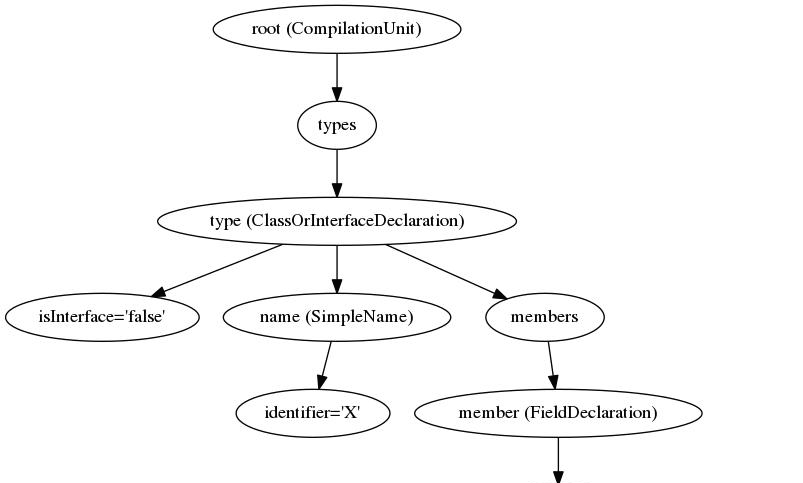 root (CompilationUnit)
types
type (ClassOrInterfaceDeclaration)
isInterface='false'
name (SimpleName)
members
identifier='X'
member (FieldDeclaration)